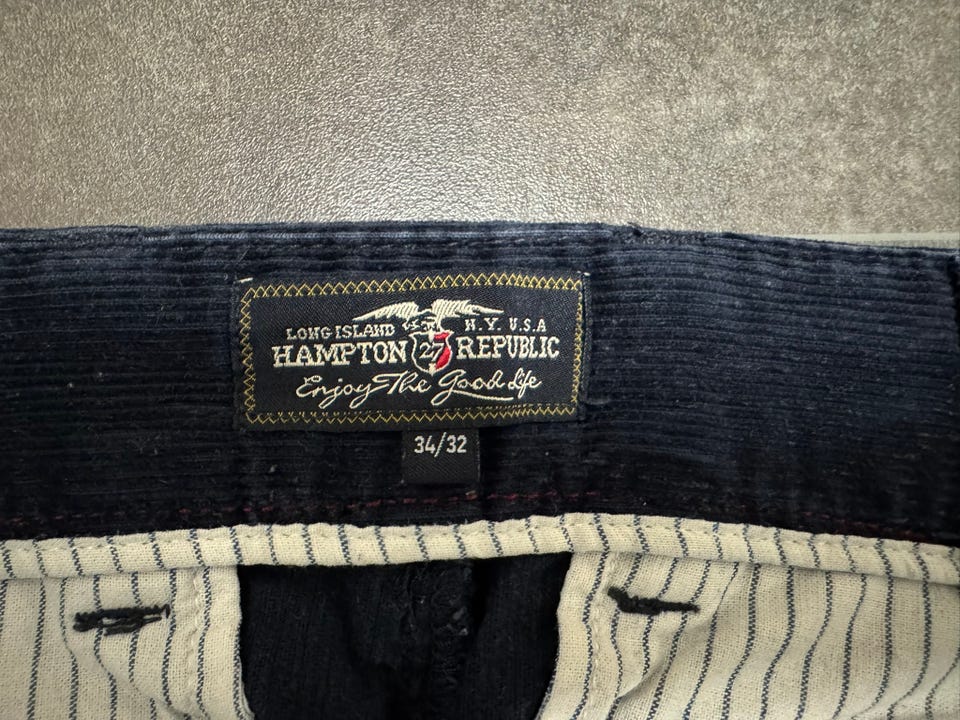 LONG ISLAND N.Y. U.S.A
HAMPTON 27 REPUBLIC
Enjoy The Good Life
34/32